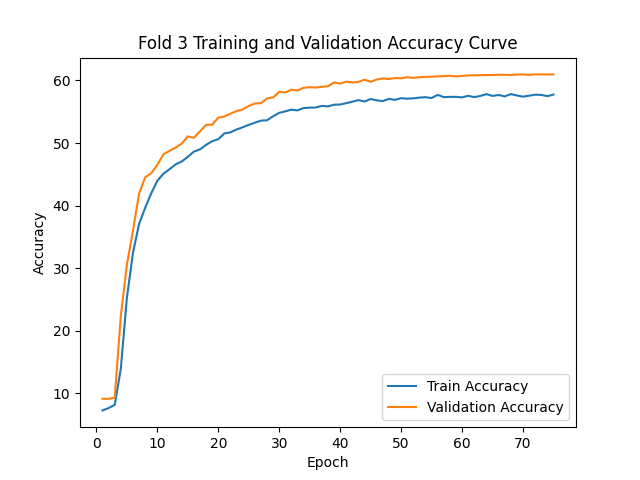 Fold 3 Training and Validation Accuracy Curve
60
50
40
30
20
10
Accuracy
0 10 20 30 40 50 60 70
Epoch
Train Accuracy
Validation Accuracy